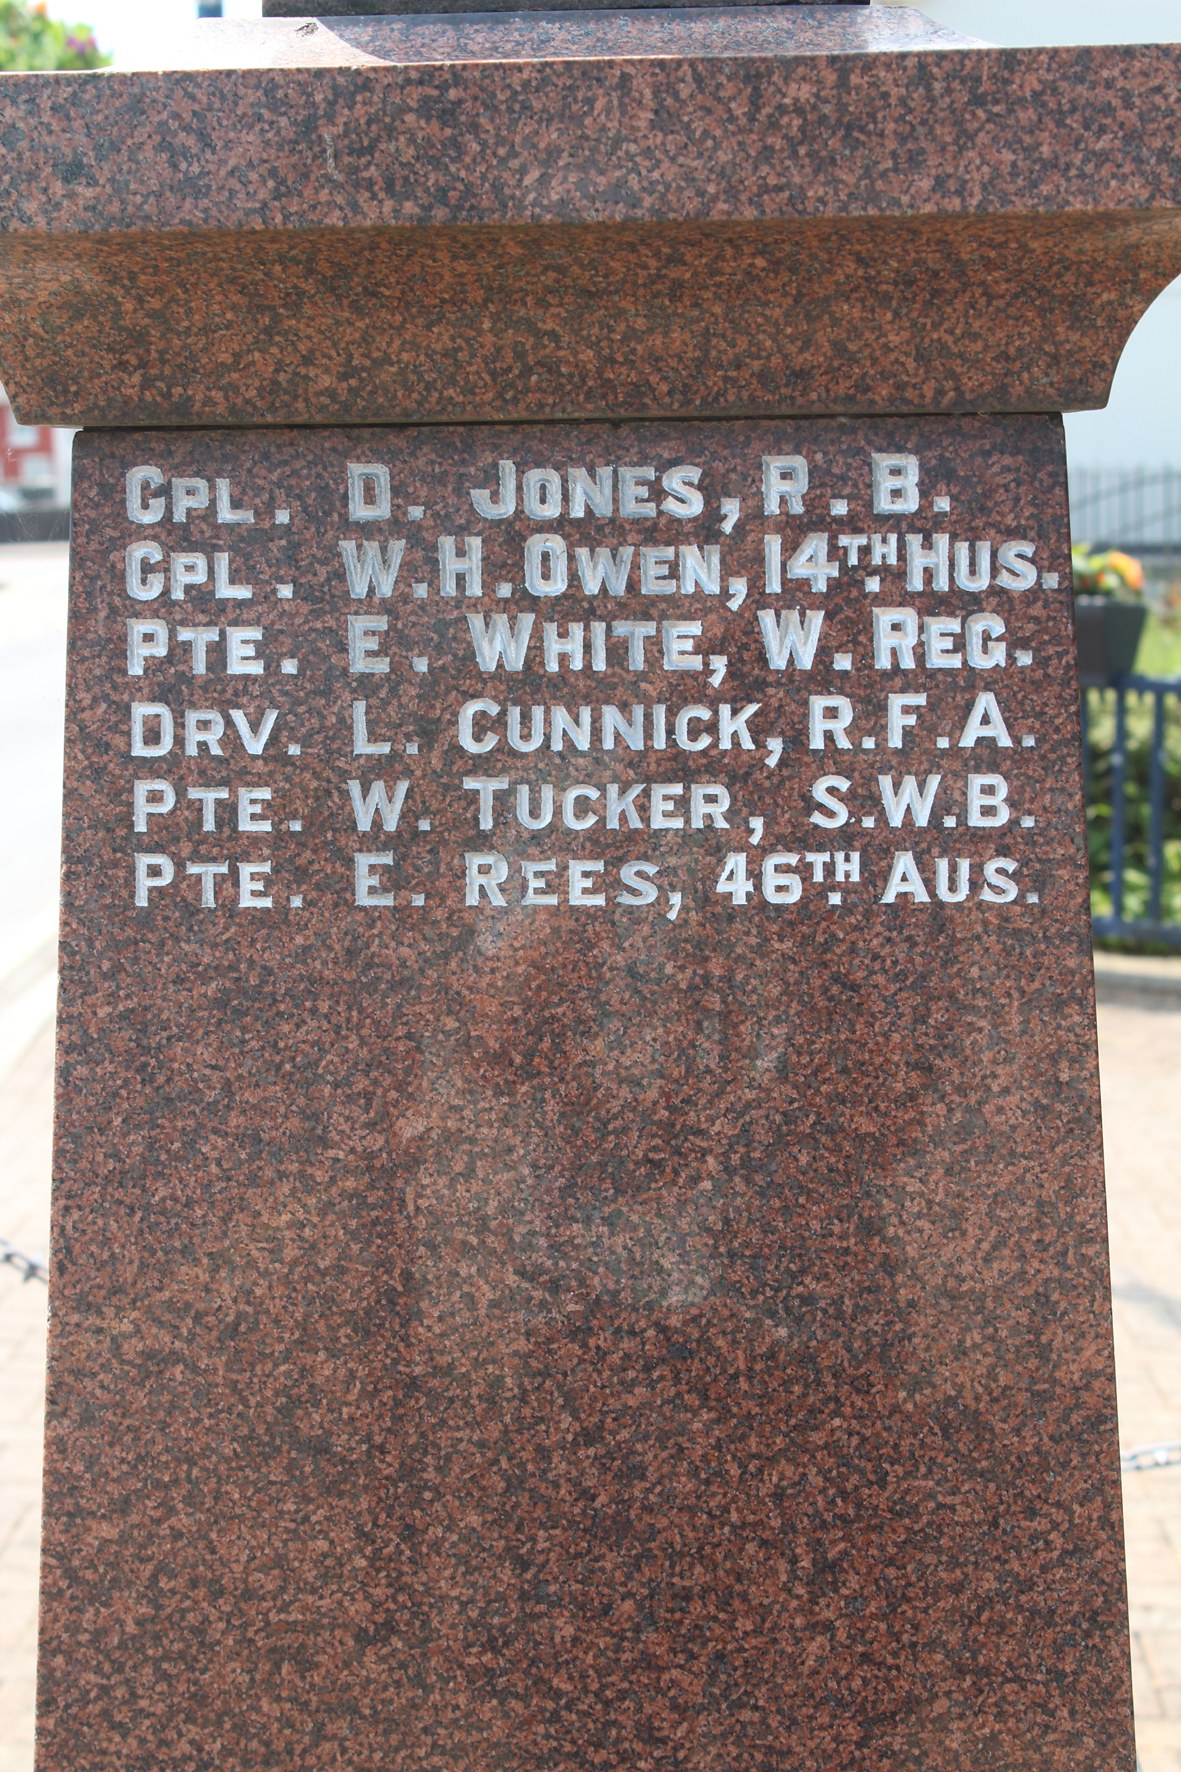 CPL. D. JONES, R.B.
CPL. W.H. OWEN, 14TH. HUS.
PTE. E. WHITE, W. REG.
DRV. L. CUNNICK, R.F.A.
PTE. W. TUCKER, S.W.B.
PTE. E. REES, 46TH. AUS.